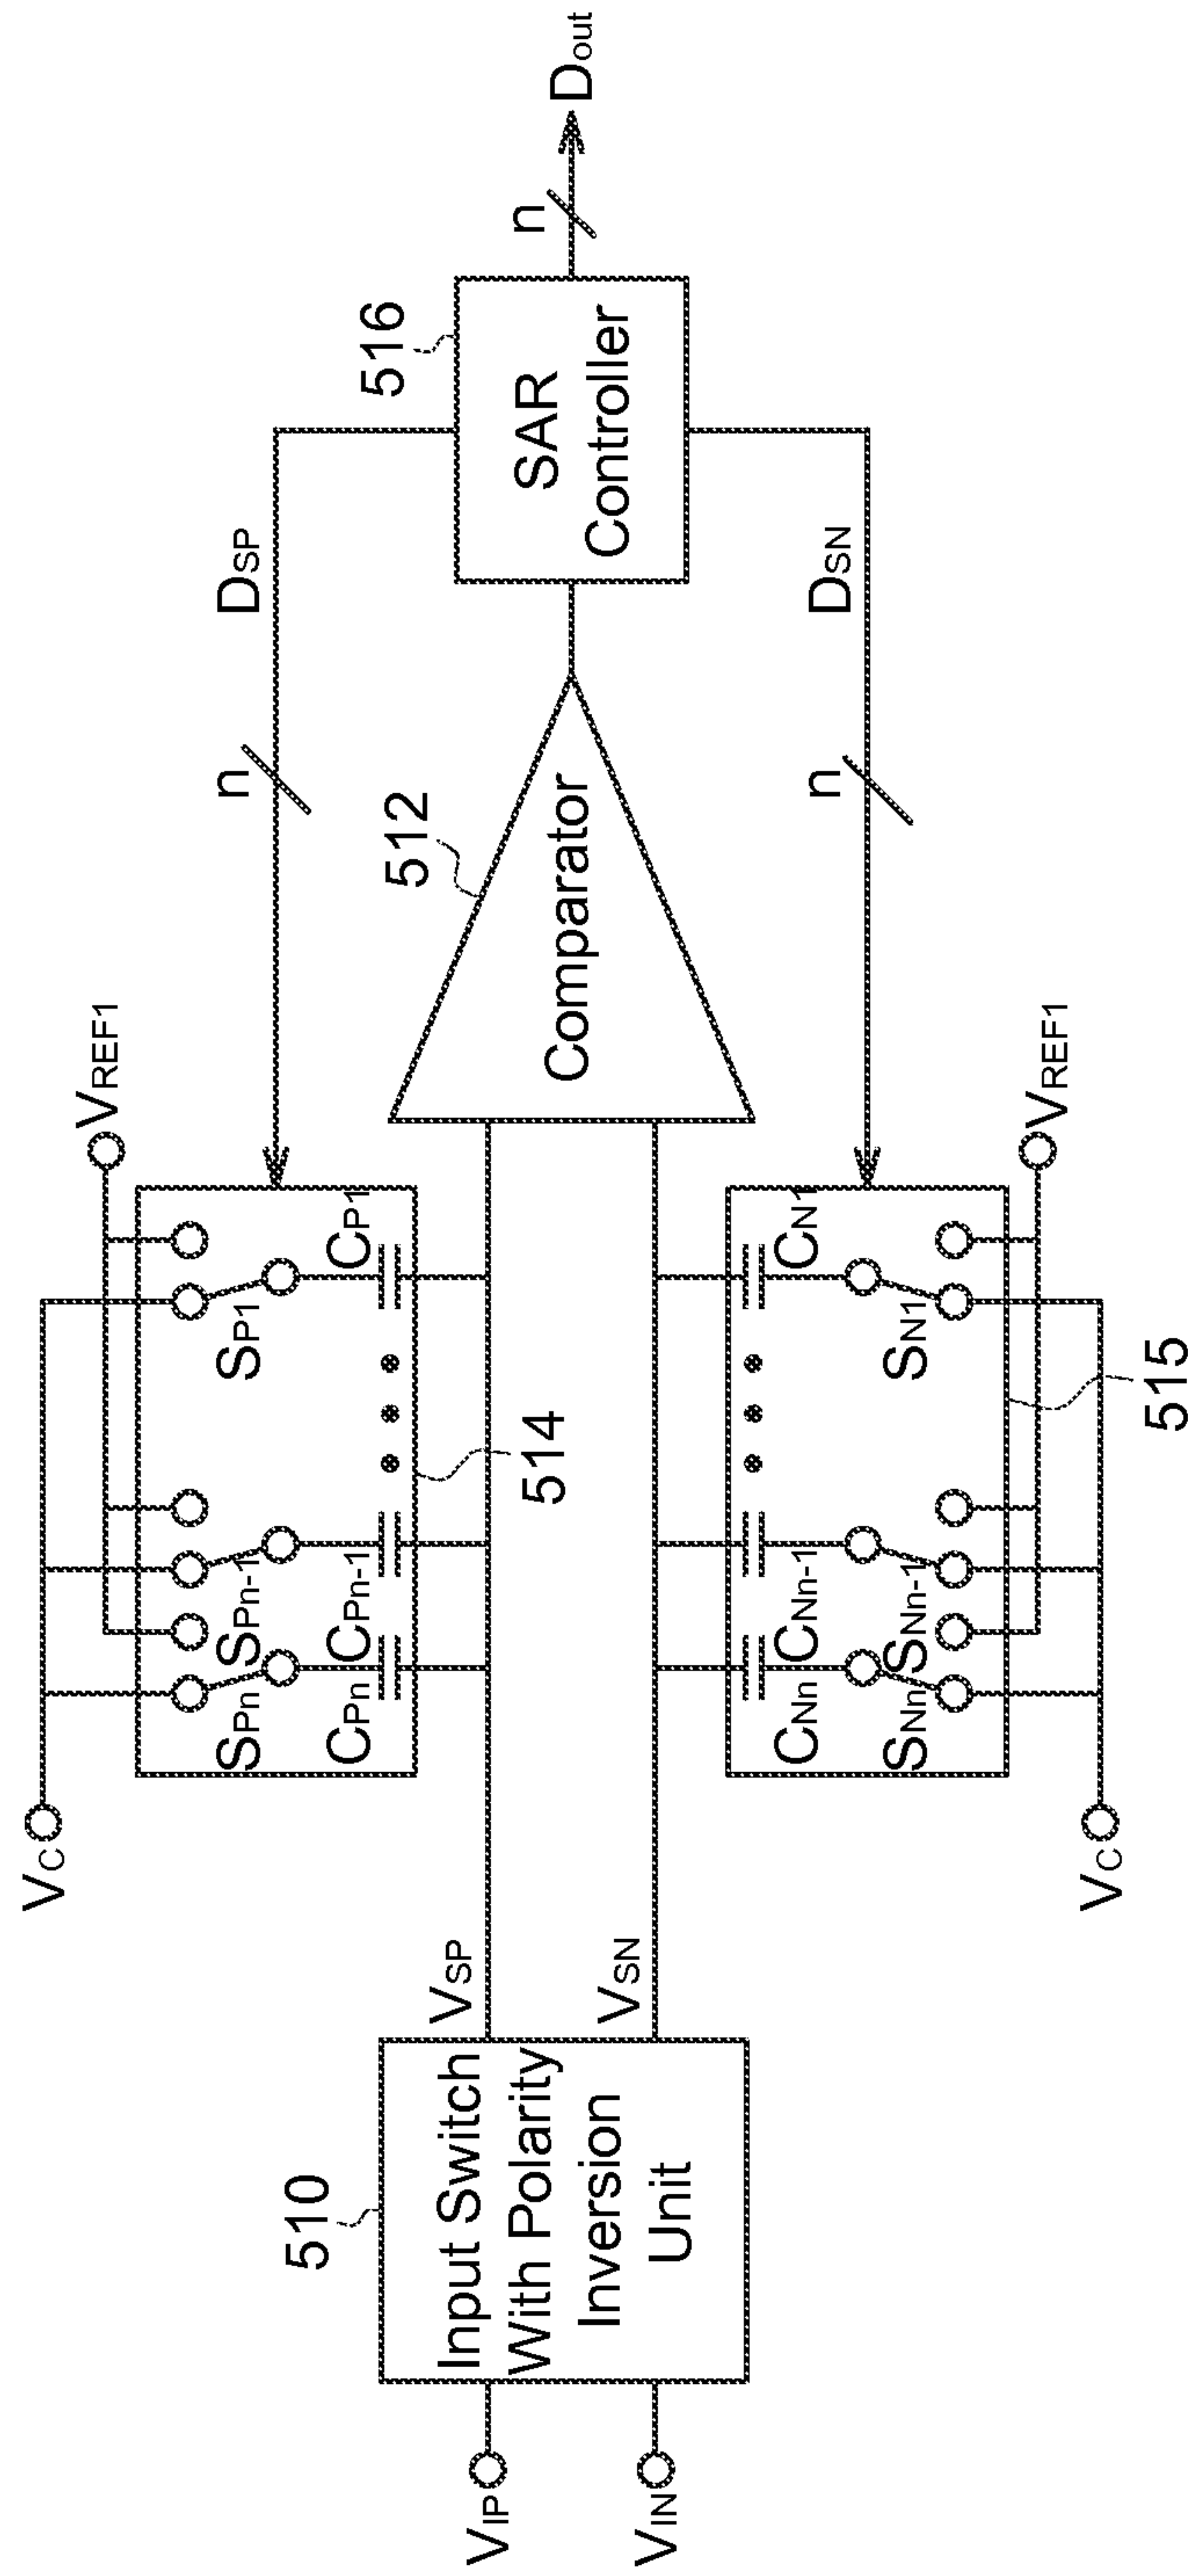 VC
VREF1
SPn
SPn-1
SP1
CPn
CPn-1
CP1
514
DSP
n
VIP
VIN
510
Input Switch
With Polarity
Inversion
Unit
VSP
VSN
512
Comparator
516
SAR
Controller
n
Dout
CNn
CNn-1
CN1
SNn
SNn-1
SN1
515
DSN
n
VC
VREF1